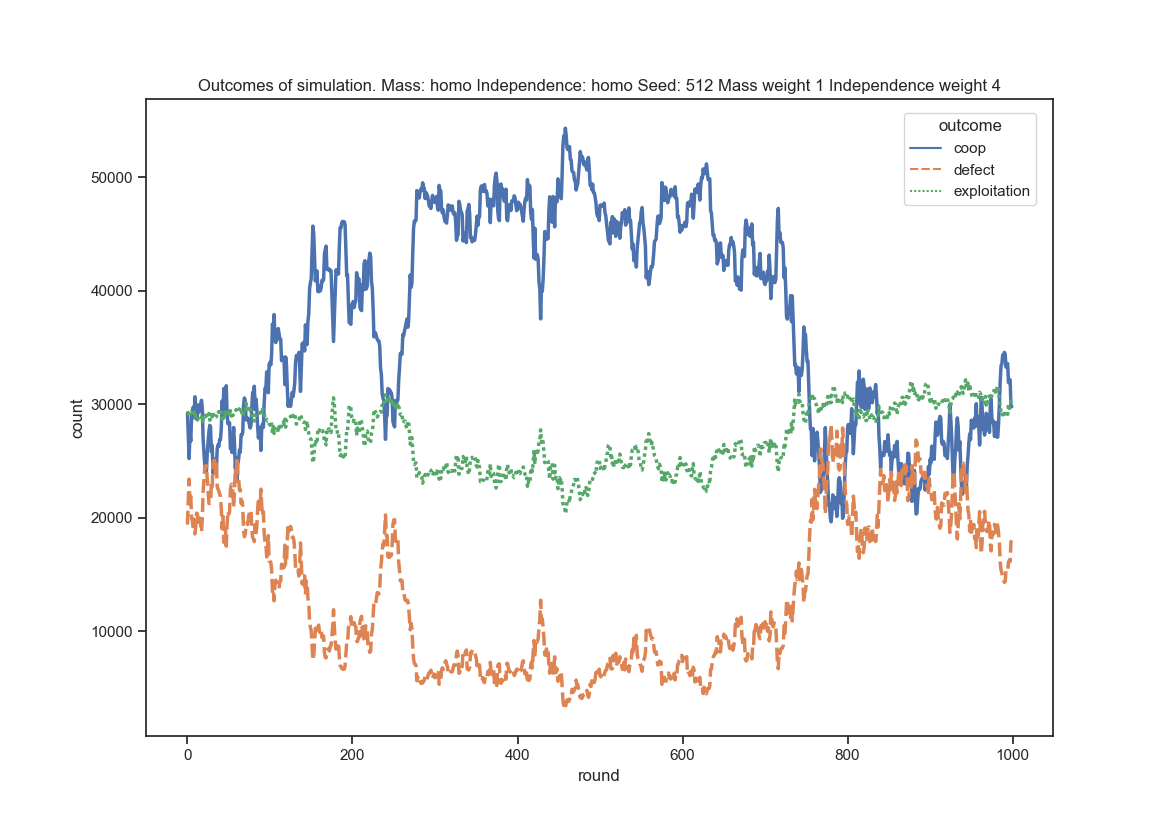 Outcomes of simulation. Mass: homo Independence: homo Seed: 512 Mass weight 1 Independence weight 4
outcome
coop
defect
exploitation
50000
40000
30000
20000
10000
count
0 200 400 600 800 1000
round